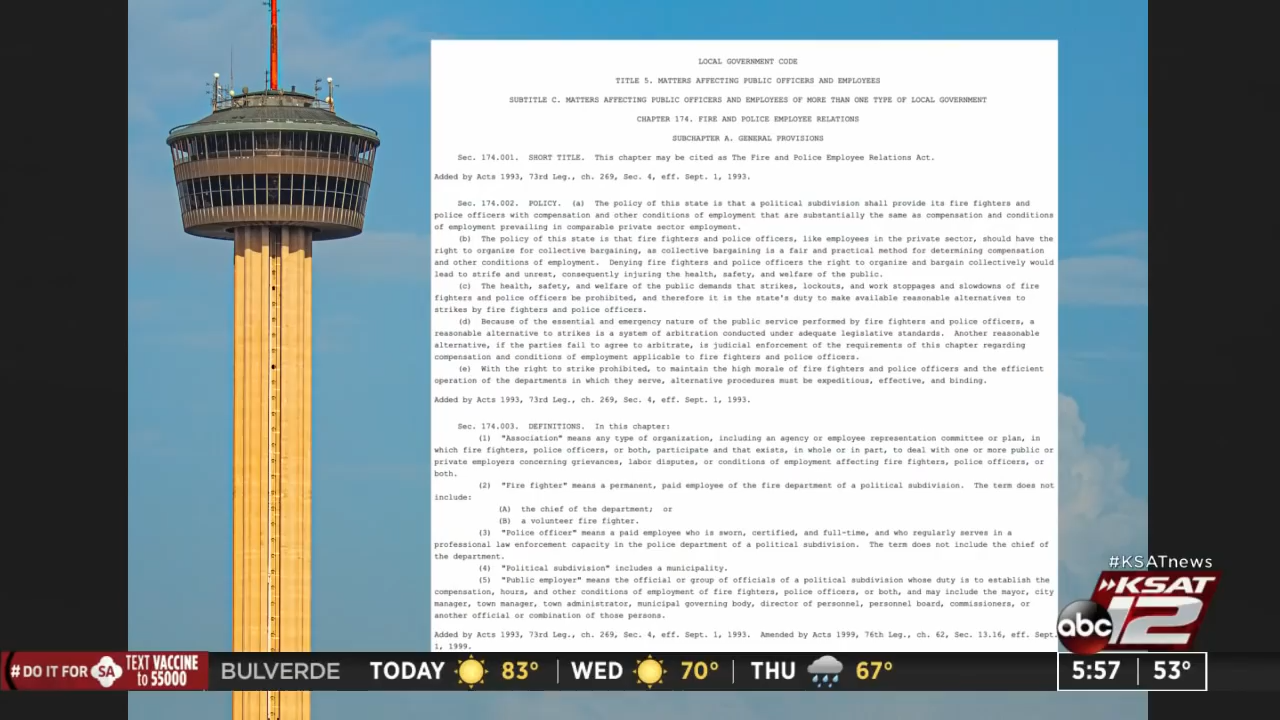 LOCAL GOVERNMENT CODE
TITLE 5. MATTERS AFFECTING PUBLIC OFFICERS AND EMPLOYEES
SUBTITLE C. MATTERS AFFECTING PUBLIC OFFICERS AND EMPLOYEES OF MORE THAN ONE TYPE OF LOCAL GOVERNMENT
CHAPTER 174. FIRE AND POLICE EMPLOYEE RELATIONS
SUBCHAPTER A. GENERAL PROVISIONS
Sec. 174.001. SHORT TITLE. This chapter may be cited as The Fire and Police Employee Relations Act.
Added by Acts 1993, 73rd Leg., ch. 269, Sec. 4, eff. Sept. 1, 1993.
Sec. 174.002. POLICY. (a) The policy of this state is that a political subdivision shall provide its fire fighters and
police officers with compensation and other conditions of employment that are substantially the same as compensation and conditions
of employment prevailing in comparable private sector employment.
(b) The policy of this state is that fire fighters and police officers, like employees in the private sector, should have the
right to organize for collective bargaining, as collective bargaining is a fair and practical method for determining compensation
and other conditions of employment. Denying fire fighters and police officers the right to organize and bargain collectively would
lead to strife and unrest, consequently injuring the health, safety, and welfare of the public.
(c) The health, safety, and welfare of the public demands that strikes, lockouts, and work stoppages and slowdowns of fire
fighters and police officers be prohibited, and therefore it is the state's duty to make available reasonable alternatives to
strikes by fire fighters and police officers.
(d) Because of the essential and emergency nature of the public service performed by fire fighters and police officers, a
reasonable alternative to strikes is a system of arbitration conducted under adequate legislative standards. Another reasonable
alternative, if the parties fail to agree to arbitrate, is judicial enforcement of the requirements of this chapter regarding
compensation and conditions of employment applicable to fire fighters and police officers.
(e) With the right to strike prohibited, to maintain the high morale of fire fighters and police officers and the efficient
operation of the departments in which they serve, alternative procedures must be expeditious, effective, and binding.
Added by Acts 1993, 73rd Leg., ch. 269, Sec. 4, eff. Sept. 1, 1993.
Sec. 174.003. DEFINITIONS. In this chapter:
(1) "Association" means any type of organization, including an agency or employee representation committee or plan, in
which fire fighters, police officers, or both, participate and that exists, in whole or in part, to deal with one or more public or
private employers concerning grievances, labor disputes, or conditions of employment affecting fire fighters, police officers, or
both.
(2) "Fire fighter" means a permanent, paid employee of the fire department of a political subdivision. The term does not
include:
(A) the chief of the department; or
(B) a volunteer fire fighter.
(3) "Police officer" means a paid employee who is sworn, certified, and full-time, and who regularly serves in a
professional law enforcement capacity in the police department of a political subdivision. The term does not include the chief of
the department.
(4) "Political subdivision" includes a municipality.
(5) "Public employer" means the official or group of officials of a political subdivision whose duty is to establish the
compensation, hours, and other conditions of employment of fire fighters, police officers, or both, and may include the mayor, city
manager, town manager, town administrator, municipal governing body, director of personnel, personnel board, commissioners, or
another official or combination of those persons.
Added by Acts 1993, 73rd Leg., ch. 269, Sec. 4, eff. Sept. 1, 1993. Amended by Acts 1999, 76th Leg., ch. 62, Sec. 13.16, eff. Sept.
1, 1999.
#KSATnews
KSAT
abc 12
#DO IT FOR SA TEXT VACCINE
to 55000
BULVERDE TODAY 83° WED 70° THU 67°
5:57 53°